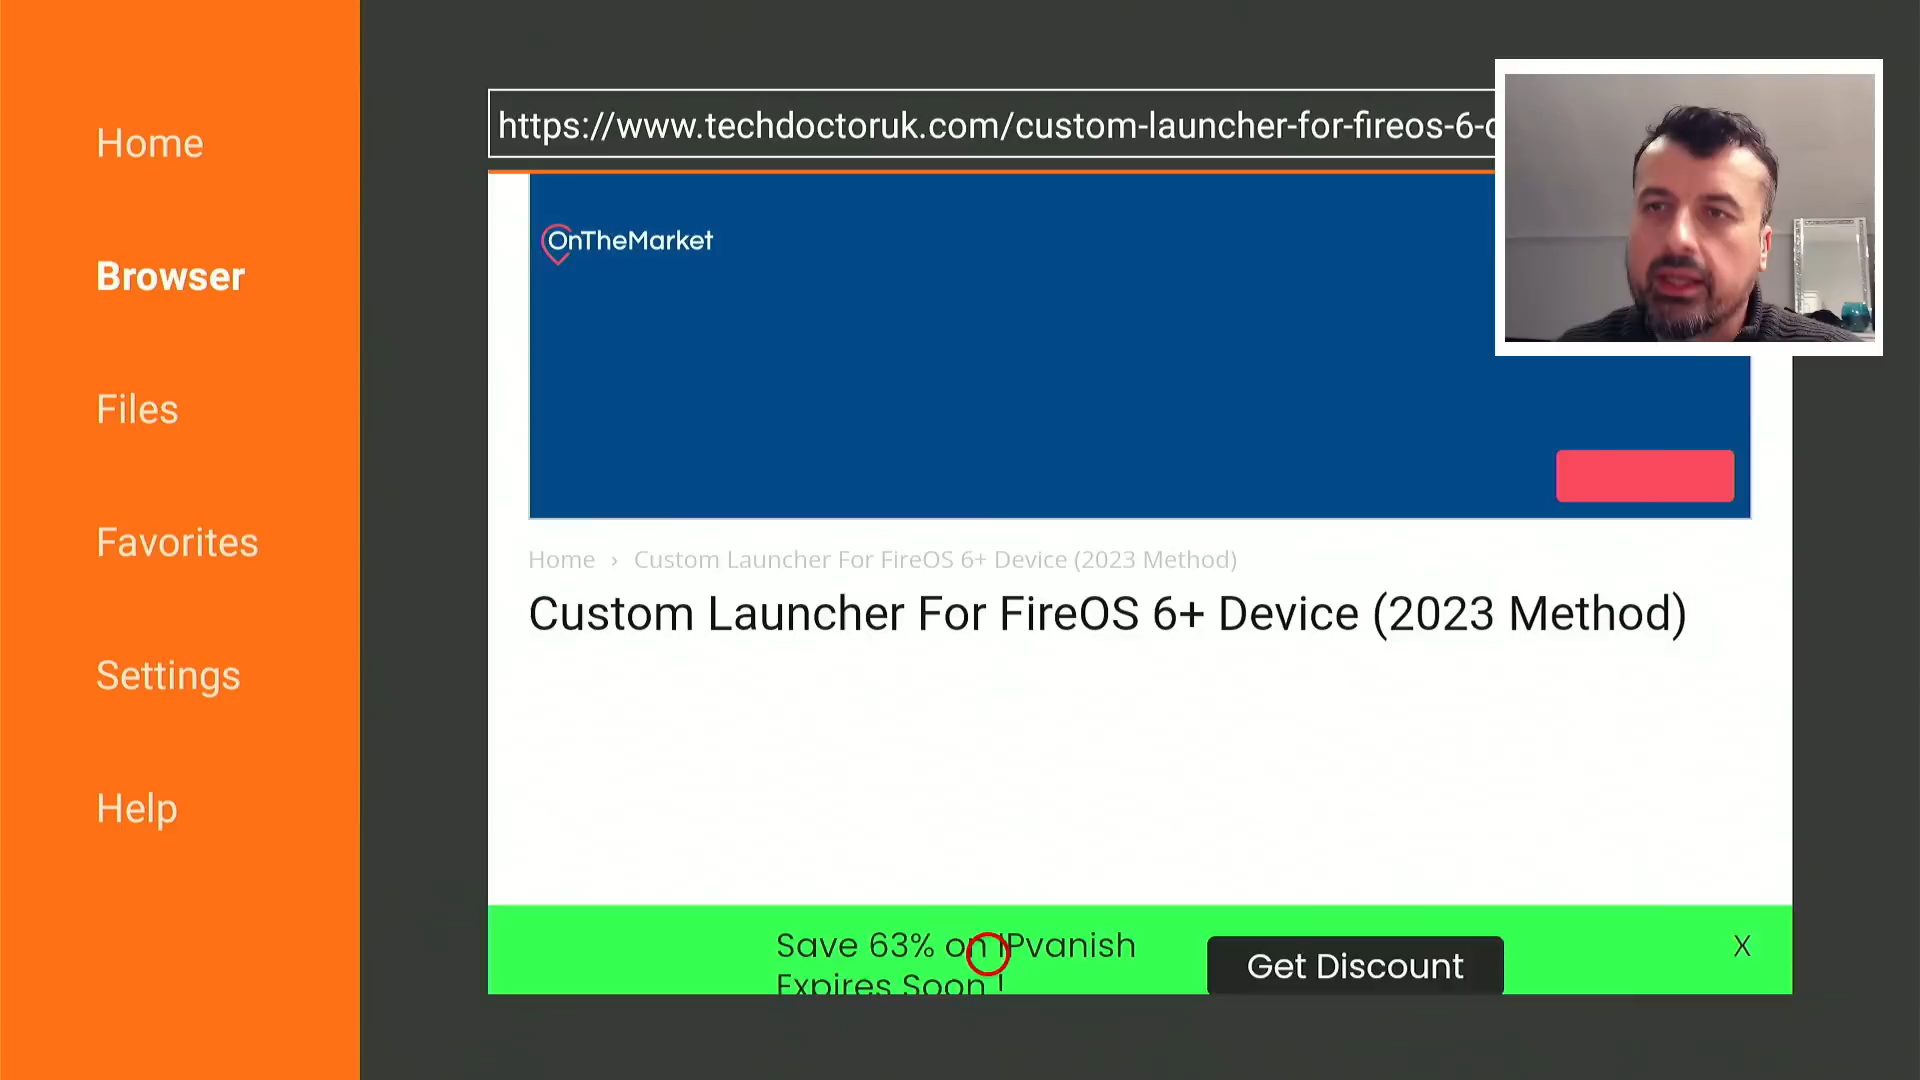 Home
Browser
Files
Favorites
Settings
Help
https://www.techdoctoruk.com/custom-launcher-for-fireos-6-
OnTheMarket
Home › Custom Launcher For FireOS 6+ Device (2023 Method)
Custom Launcher For FireOS 6+ Device (2023 Method)
Save 63% on IPvanish
Expires Soon !
Get Discount
X